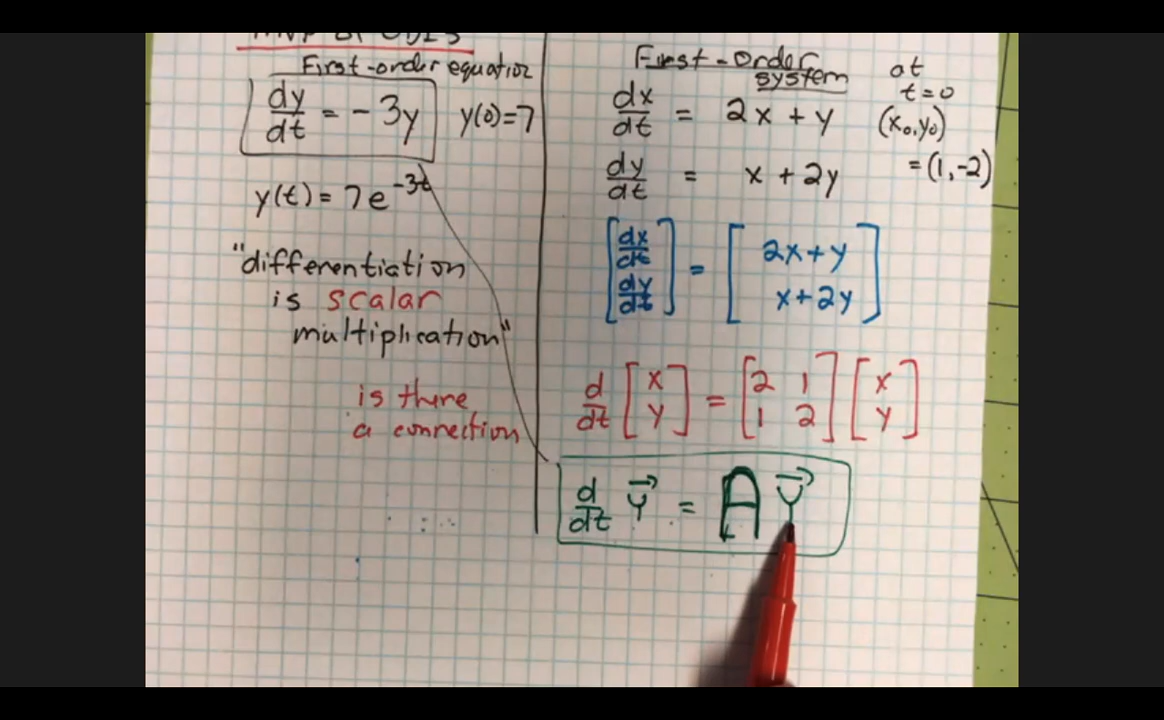 First-order equation
dy/dt = -3y y(0)=7
y(t) = 7e^-3t
"differentiation
is scalar
multiplication"
is there
a connection
First-Order
system
at
t=0
dx/dt = 2x + y (x₀,y₀)
dy/dt = x + 2y =(1,-2)
[dx/dt dy/dt] = [2x+y x+2y]
d/dt [x y] = [2 1 1 2] [x y]
d/dt Y⃗ = A Y⃗